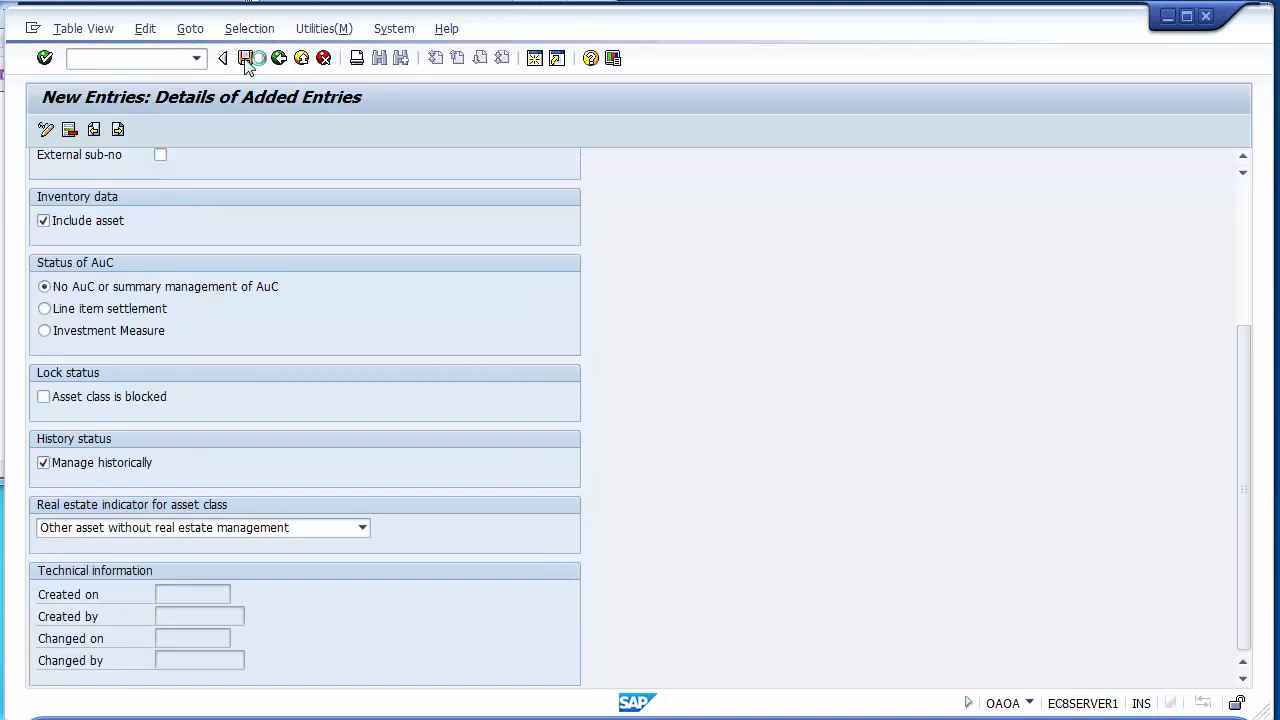 Table View Edit Goto Selection Utilities(M) System Help
New Entries: Details of Added Entries
External sub-no
Inventory data
Include asset
Status of AuC
No AuC or summary management of AuC
Line item settlement
Investment Measure
Lock status
Asset class is blocked
History status
Manage historically
Real estate indicator for asset class
Other asset without real estate management
Technical information
Created on
Created by
Changed on
Changed by
SAP OAOA EC8SERVER1 INS